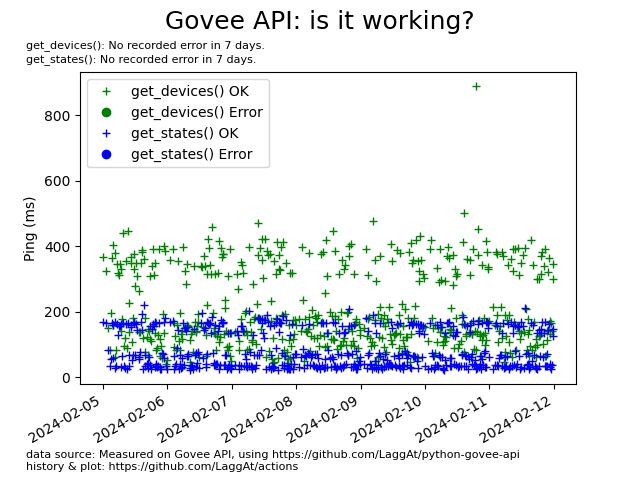 Govee API: is it working?
get_devices(): No recorded error in 7 days.
get_states(): No recorded error in 7 days.
get_devices() OK
get_devices() Error
get_states() OK
get_states() Error
Ping (ms)
800
600
400
200
0
2024-02-05
2024-02-06
2024-02-07
2024-02-08
2024-02-09
2024-02-10
2024-02-11
2024-02-12
data source: Measured on Govee API, using https://github.com/LaggAt/python-govee-api
history & plot: https://github.com/LaggAt/actions